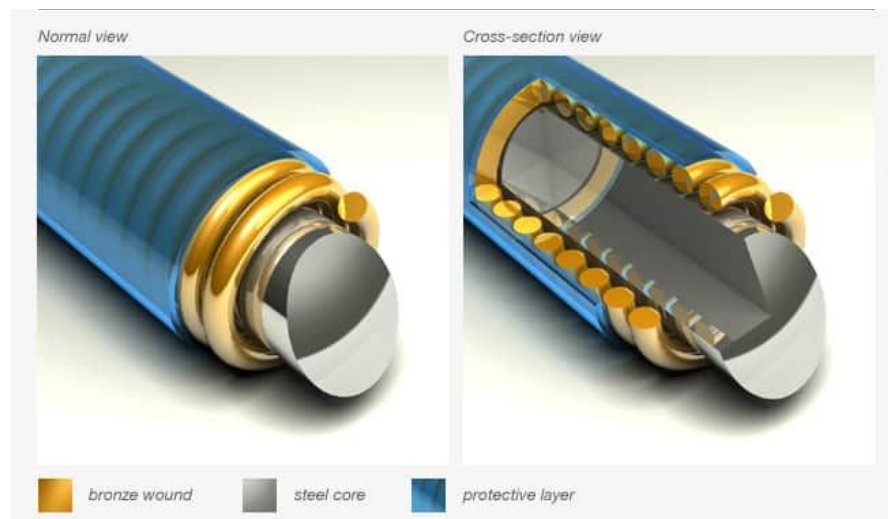 Normal view
Cross-section view
bronze wound
steel core
protective layer